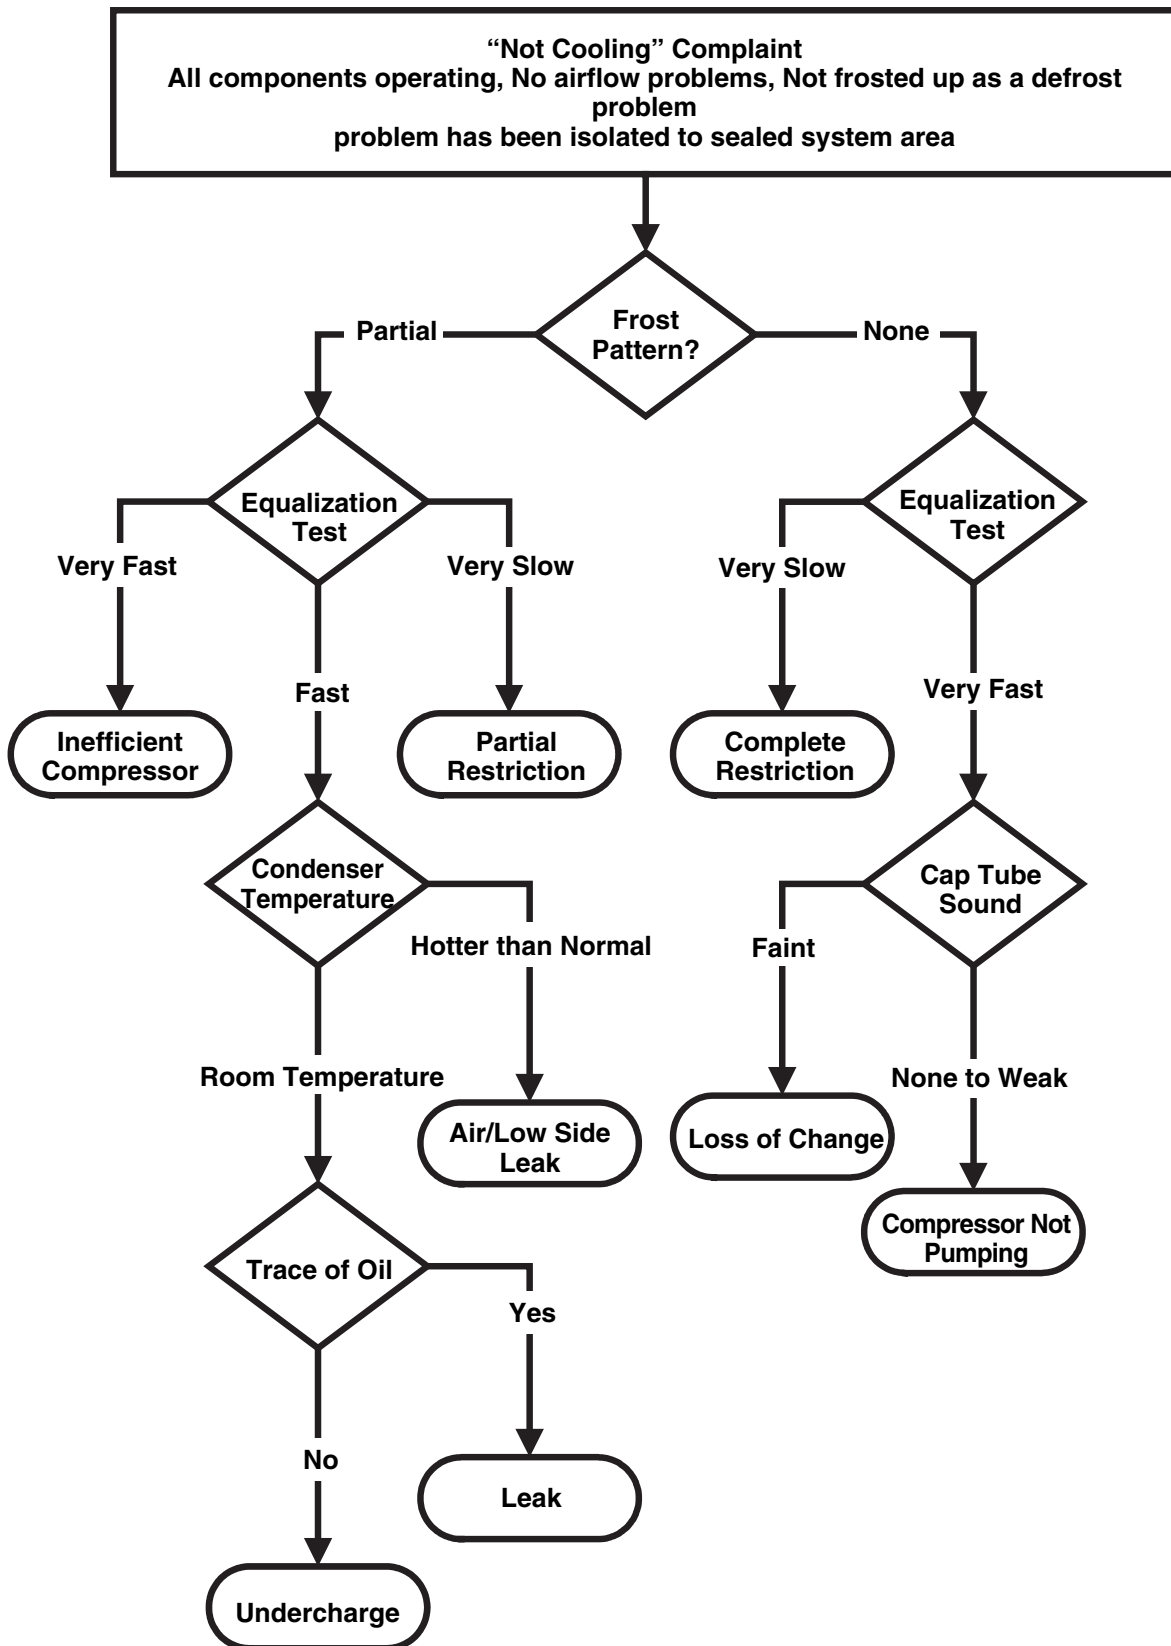 “Not Cooling” Complaint
All components operating, No airflow problems, Not frosted up as a defrost
problem
problem has been isolated to sealed system area
Frost
Pattern?
Partial
None
Equalization
Test
Equalization
Test
Very Fast
Very Slow
Very Slow
Fast
Very Fast
Inefficient
Compressor
Partial
Restriction
Complete
Restriction
Condenser
Temperature
Cap Tube
Sound
Hotter than Normal
Faint
Room Temperature
None to Weak
Air/Low Side
Leak
Loss of Change
Compressor Not
Pumping
Trace of Oil
Yes
No
Leak
Undercharge